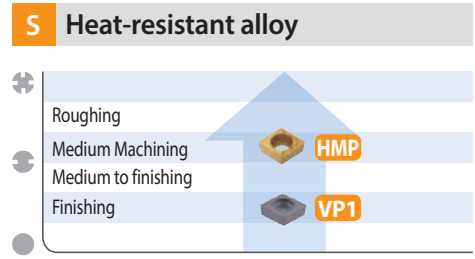 S Heat-resistant alloy
Roughing
Medium Machining HMP
Medium to finishing
Finishing VP1